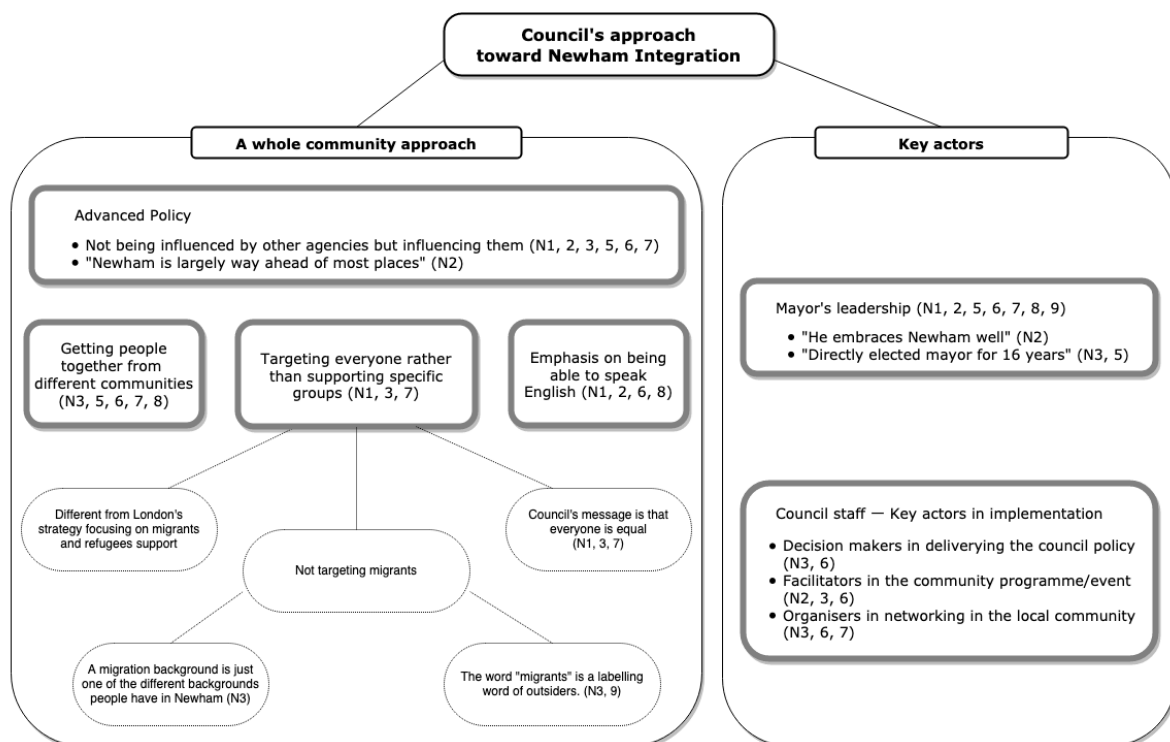 Council's approach
toward Newham Integration
A whole community approach
Advanced Policy
• Not being influenced by other agencies but influencing them (N1, 2, 3, 5, 6, 7)
• "Newham is largely way ahead of most places" (N2)
Getting people
together from
different communities
(N3, 5, 6, 7, 8)
Targeting everyone rather
than supporting specific
groups (N1, 3, 7)
Emphasis on being
able to speak
English (N1, 2, 6, 8)
Different from London's
strategy focusing on migrants
and refugees support
Not targeting migrants
Council's message is that
everyone is equal
(N1, 3, 7)
A migration background is just
one of the different backgrounds
people have in Newham (N3)
The word "migrants" is a labelling
word of outsiders. (N3, 9)
Key actors
Mayor's leadership (N1, 2, 5, 6, 7, 8, 9)
• "He embraces Newham well" (N2)
• "Directly elected mayor for 16 years" (N3, 5)
Council staff — Key actors in implementation
• Decision makers in deliverying the council policy
(N3, 6)
• Facilitators in the community programme/event
(N2, 3, 6)
• Organisers in networking in the local community
(N3, 6, 7)